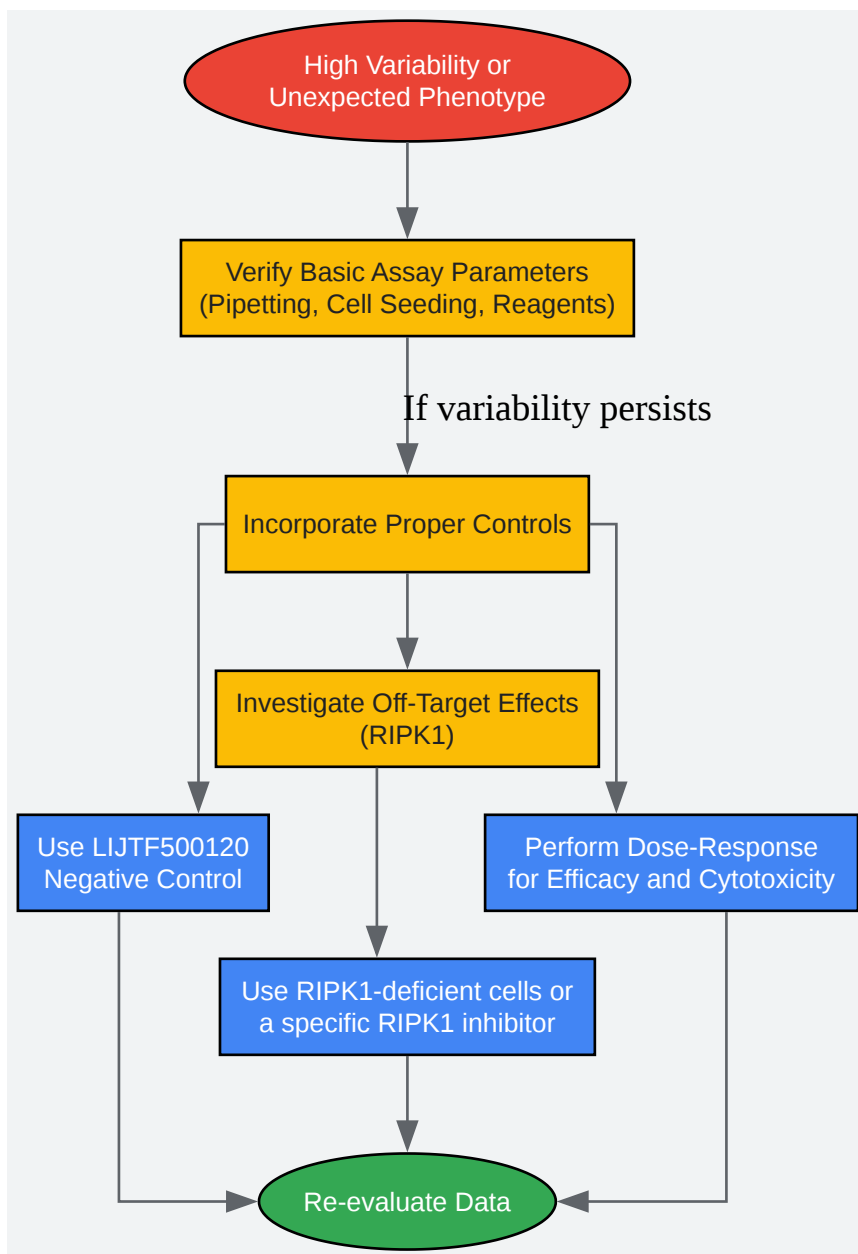 High Variability or
Unexpected Phenotype
Verify Basic Assay Parameters
(Pipetting, Cell Seeding, Reagents)
If variability persists
Incorporate Proper Controls
Investigate Off-Target Effects
(RIPK1)
Use LIJTF500120
Negative Control
Perform Dose-Response
for Efficacy and Cytotoxicity
Use RIPK1-deficient cells or
a specific RIPK1 inhibitor
Re-evaluate Data